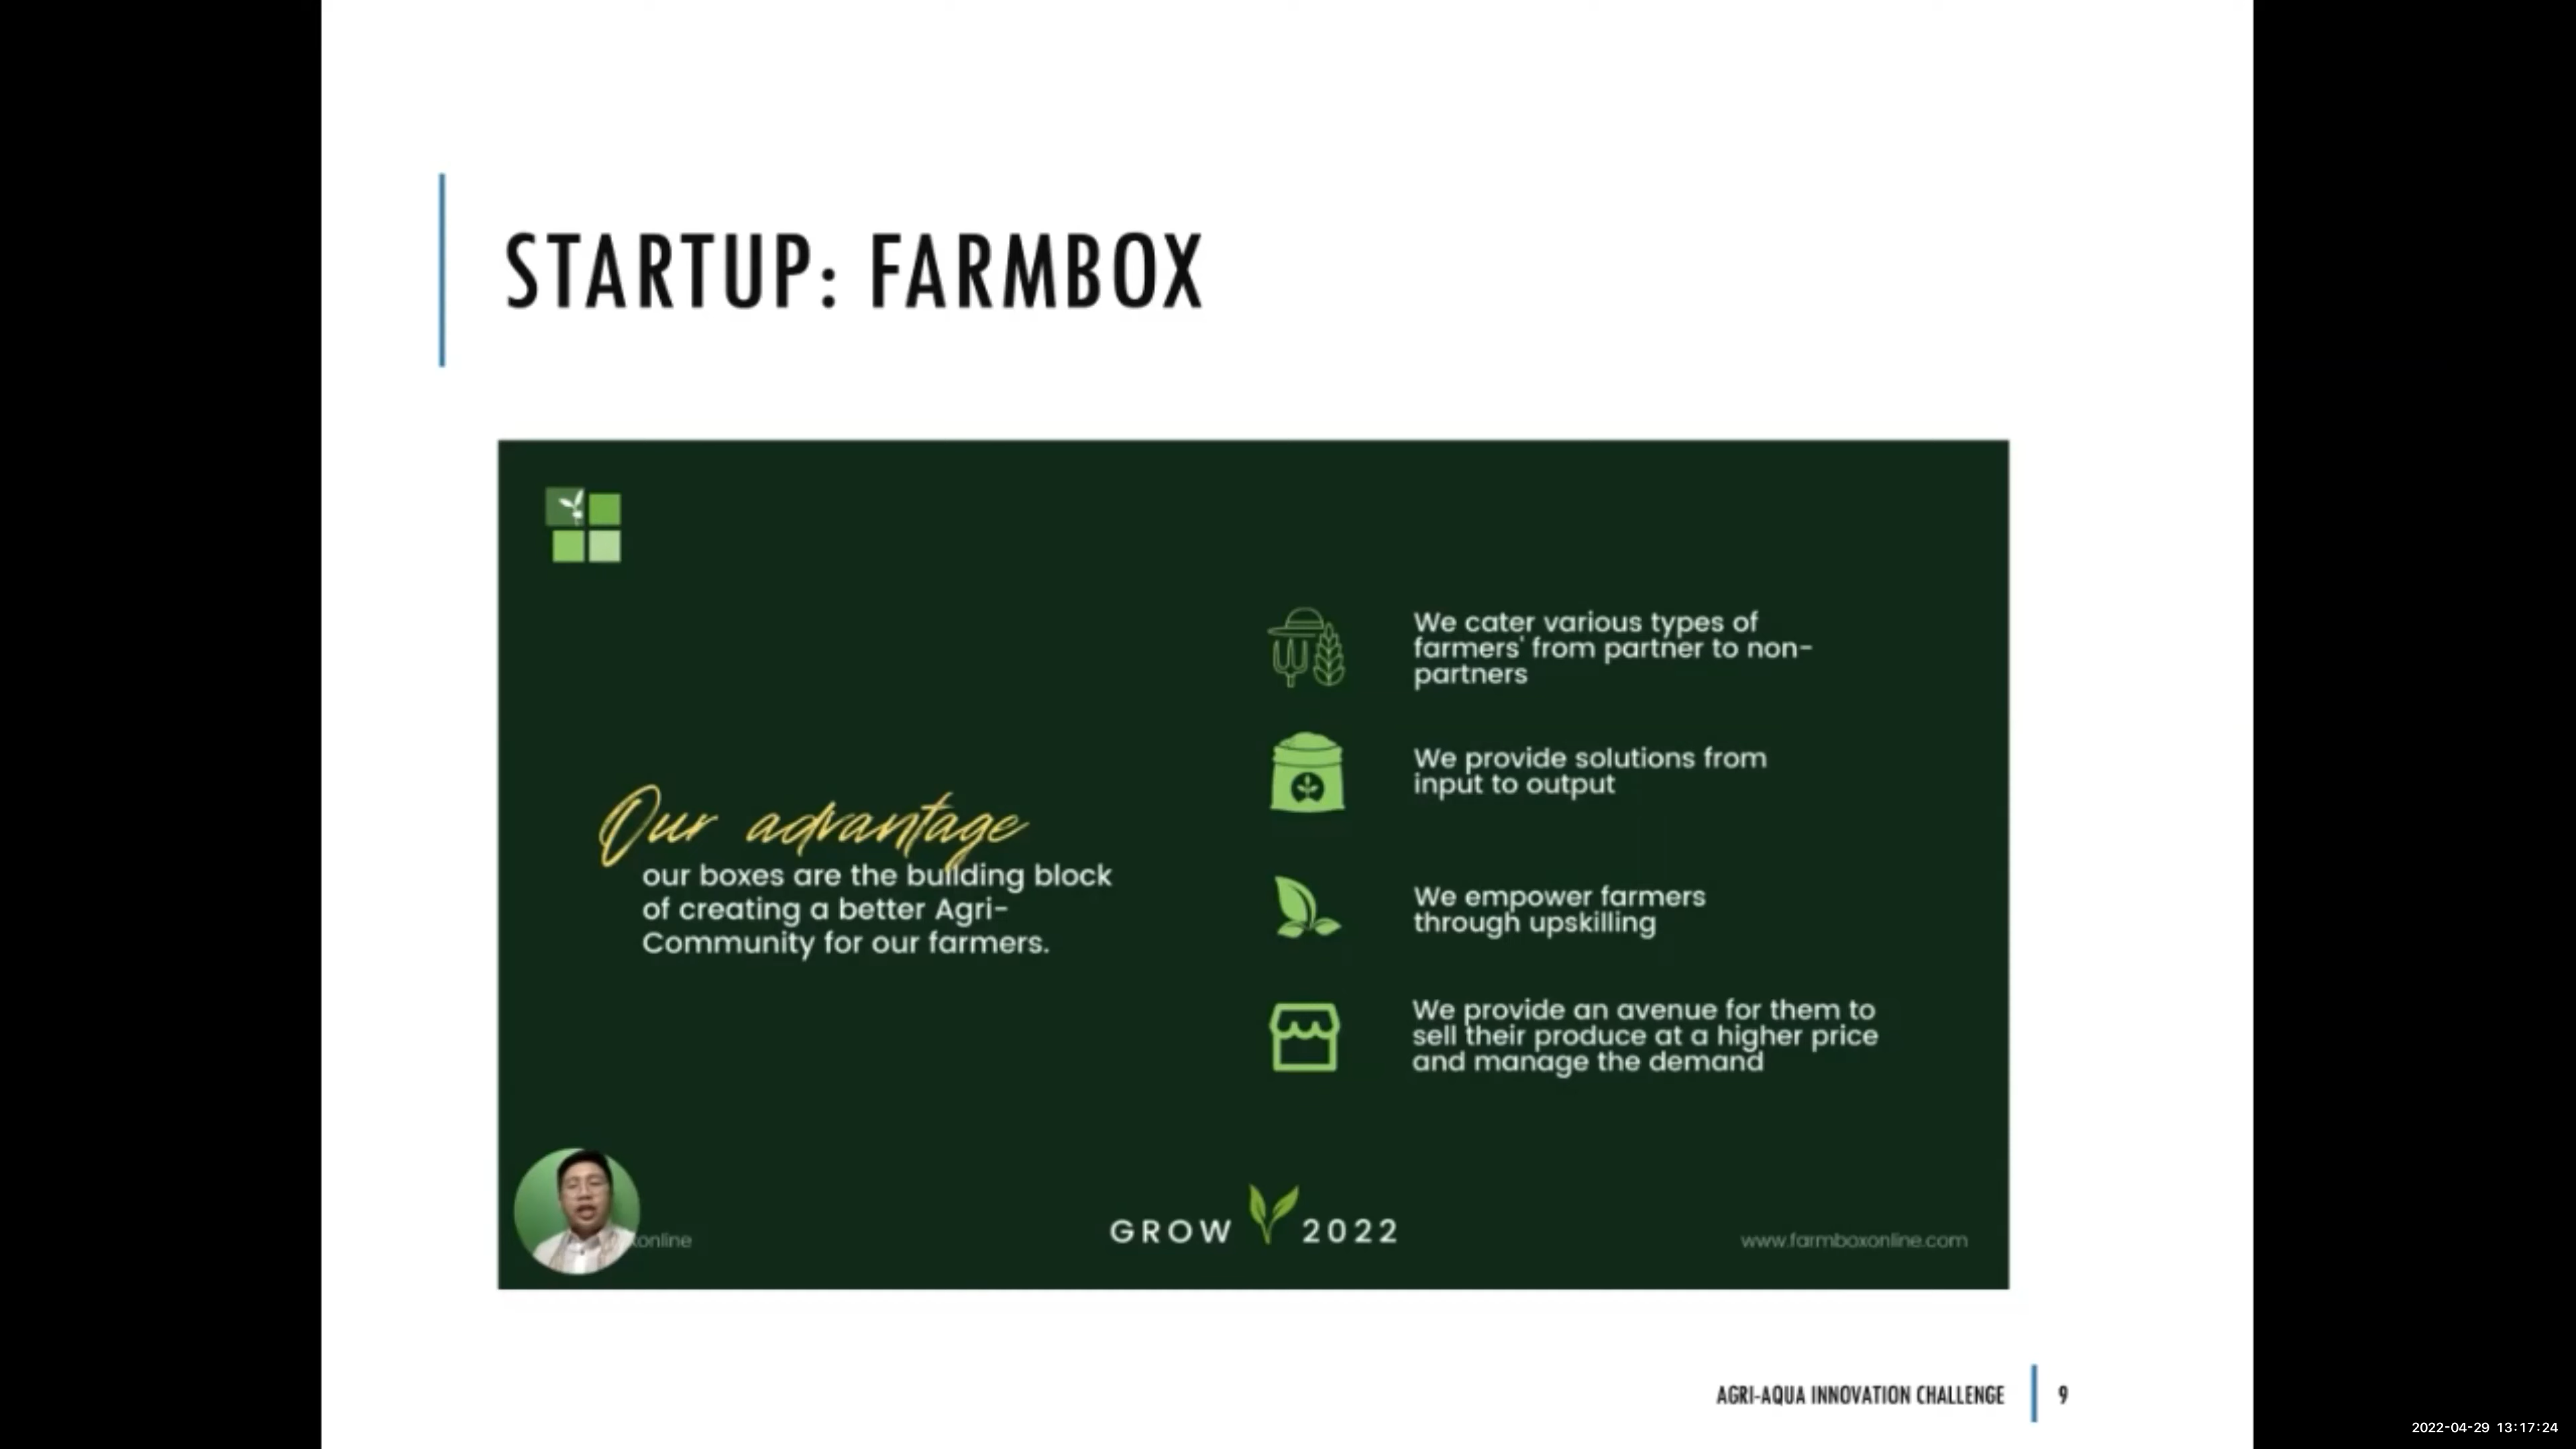 STARTUP: FARMBOX
Our advantage
our boxes are the building block
of creating a better Agri-
Community for our farmers.
We cater various types of
farmers' from partner to non-
partners
We provide solutions from
input to output
We empower farmers
through upskilling
We provide an avenue for them to
sell their produce at a higher price
and manage the demand
GROW 2022
www.farmboxonline.com
AGRI-AQUA INNOVATION CHALLENGE
9
2022-04-29 13:17:24